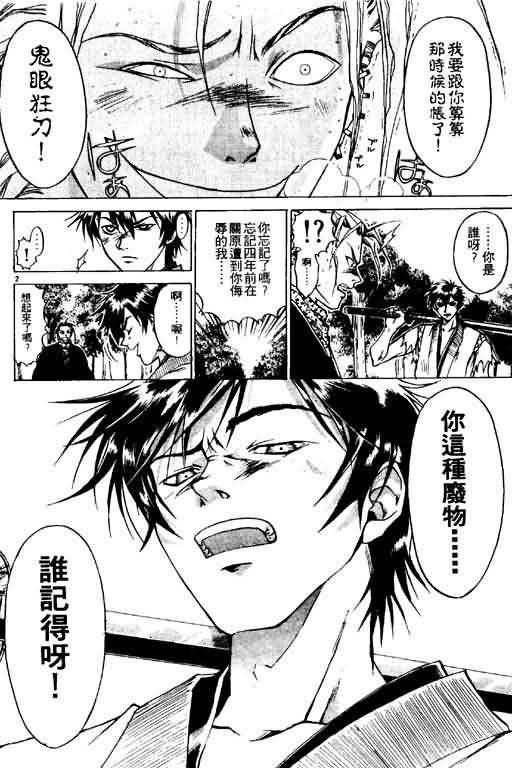 我要跟你算算
那時候的帳了！
鬼眼狂刀！
……你是
誰呀？
！？
你忘記了嗎？
忘記四年前在
關原遭到你侮
辱的我……
……！
啊……喔！
啊…
想起來了嗎？
2
你這種廢物……
誰記得呀！